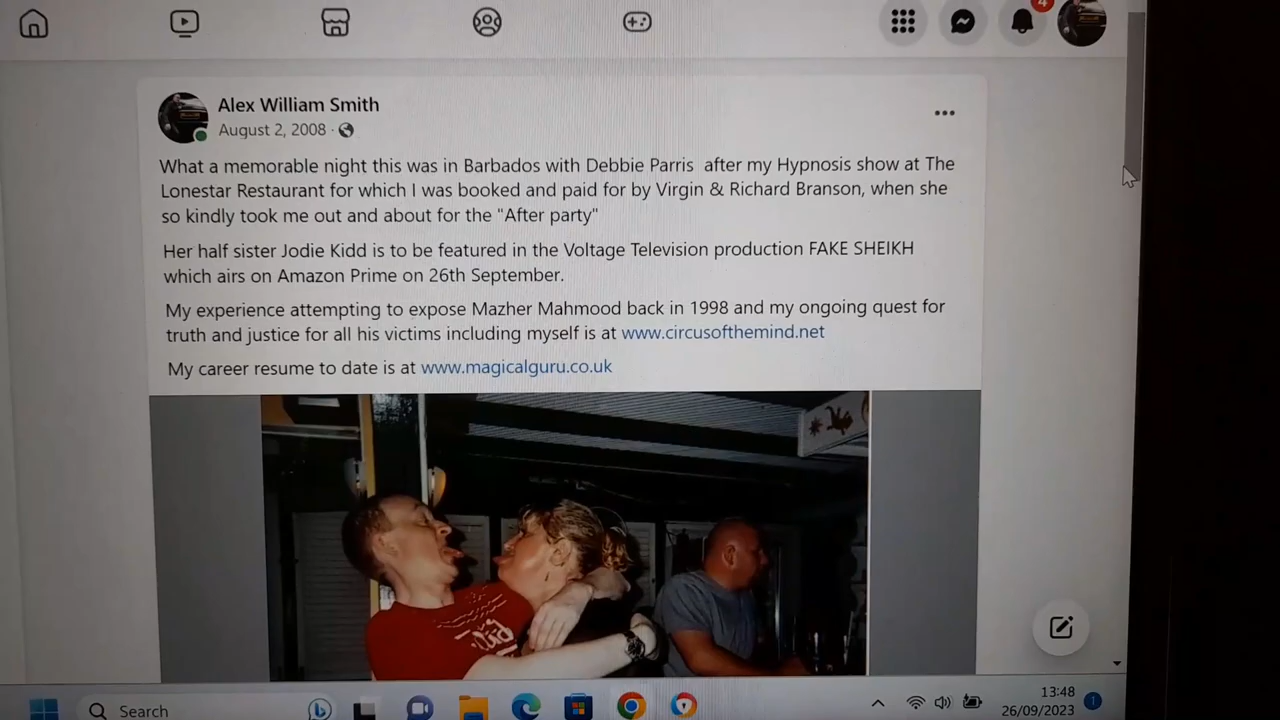 4
Alex William Smith
August 2, 2008 ·
What a memorable night this was in Barbados with Debbie Parris after my Hypnosis show at The
Lonestar Restaurant for which I was booked and paid for by Virgin & Richard Branson, when she
so kindly took me out and about for the "After party"
Her half sister Jodie Kidd is to be featured in the Voltage Television production FAKE SHEIKH
which airs on Amazon Prime on 26th September.
My experience attempting to expose Mazher Mahmood back in 1998 and my ongoing quest for
truth and justice for all his victims including myself is at www.circusofthemind.net
My career resume to date is at www.magicalguru.co.uk
Search
13:48
26/09/2023
1